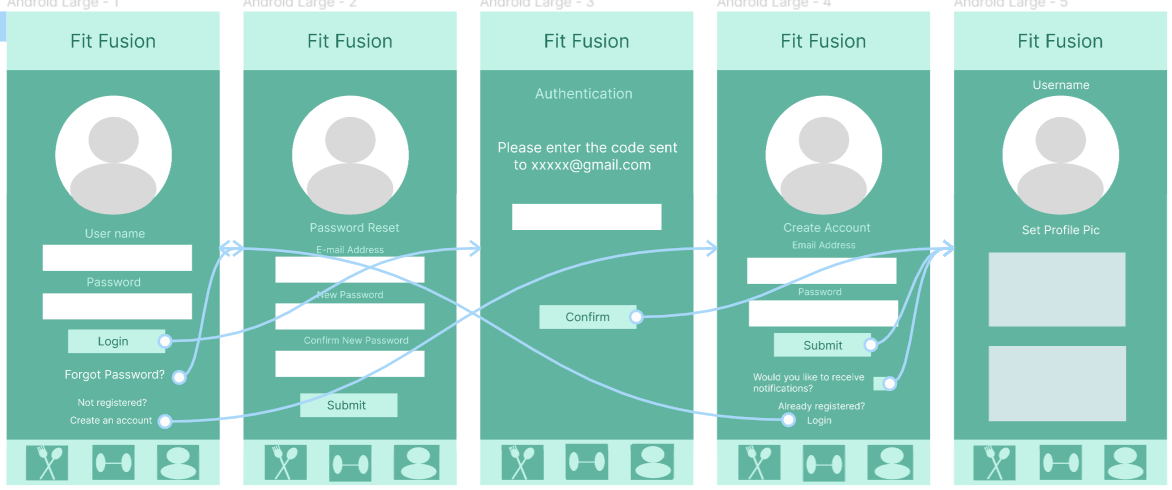 Android Large - 1
Fit Fusion
User name
Password
Login
Forgot Password?
Not registered?
Create an account
Android Large - 2
Fit Fusion
Password Reset
E-mail Address
New Password
Confirm New Password
Submit
Android Large - 3
Fit Fusion
Authentication
Please enter the code sent
to xxxxx@gmail.com
Confirm
Android Large - 4
Fit Fusion
Create Account
Email Address
Password
Submit
Would you like to receive
notifications?
Already registered?
Login
Android Large - 5
Fit Fusion
Username
Set Profile Pic